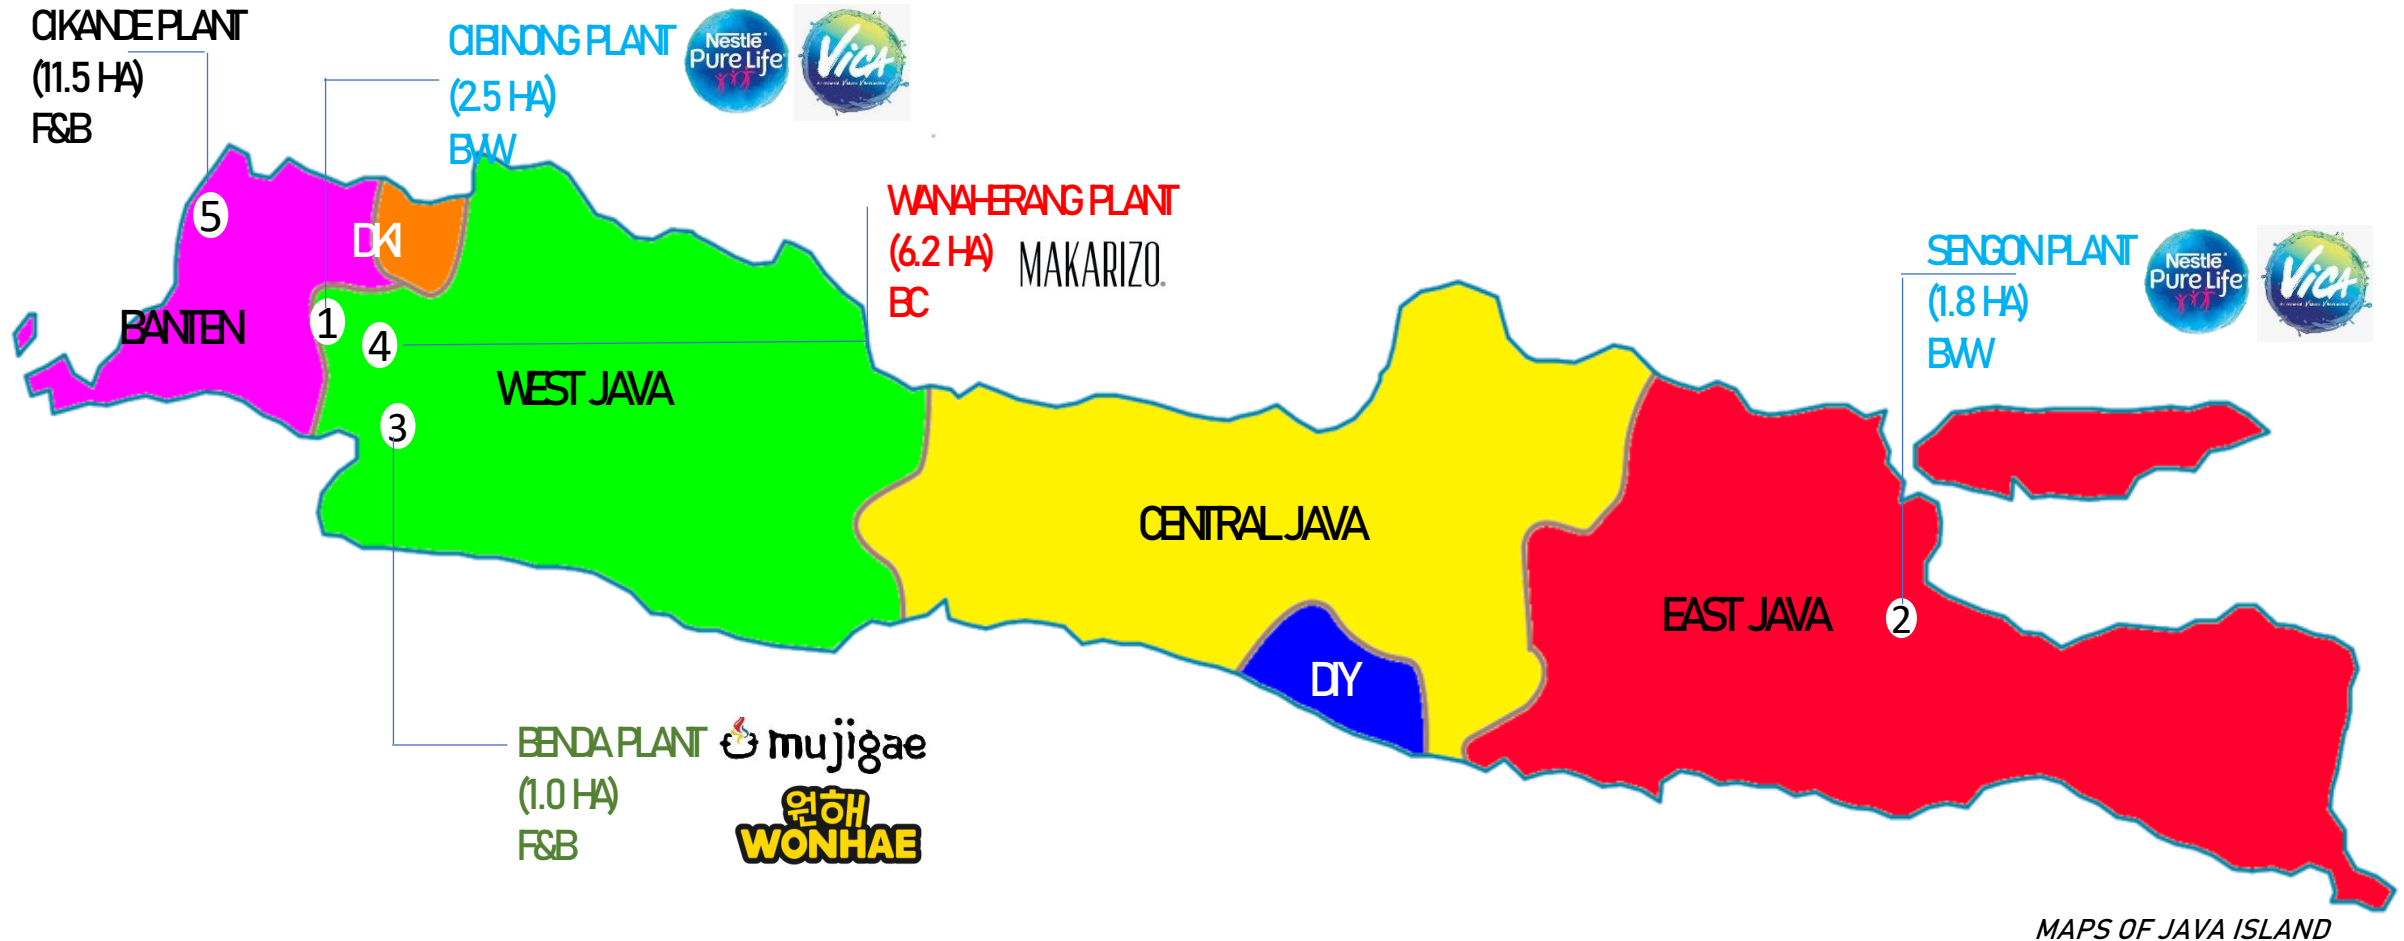 CIKANDE PLANT
(11.5 HA)
F&B
CIBINONG PLANT
(2.5 HA)
BVW
Nestlé
Pure Life
ViCA
WANAHERANG PLANT
(6.2 HA)
BC
MAKARIZO
SENGON PLANT
(1.8 HA)
BVW
Nestlé
Pure Life
ViCA
5
DKI
BANTEN
1
4
WEST JAVA
3
CENTRAL JAVA
DIY
EAST JAVA
2
BENDA PLANT
(1.0 HA)
F&B
mujigae
원해
WONHAE
MAPS OF JAVA ISLAND